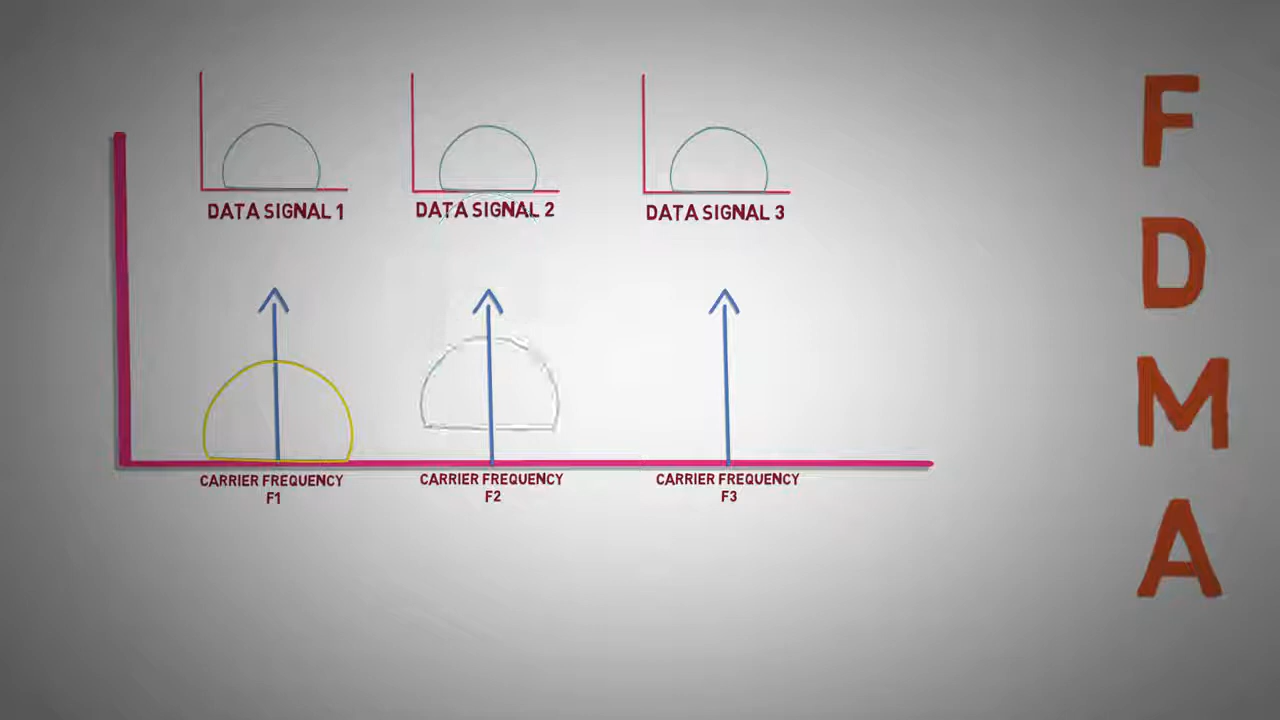 DATA SIGNAL 1
DATA SIGNAL 2
DATA SIGNAL 3
CARRIER FREQUENCY
F1
CARRIER FREQUENCY
F2
CARRIER FREQUENCY
F3
F
D
M
A